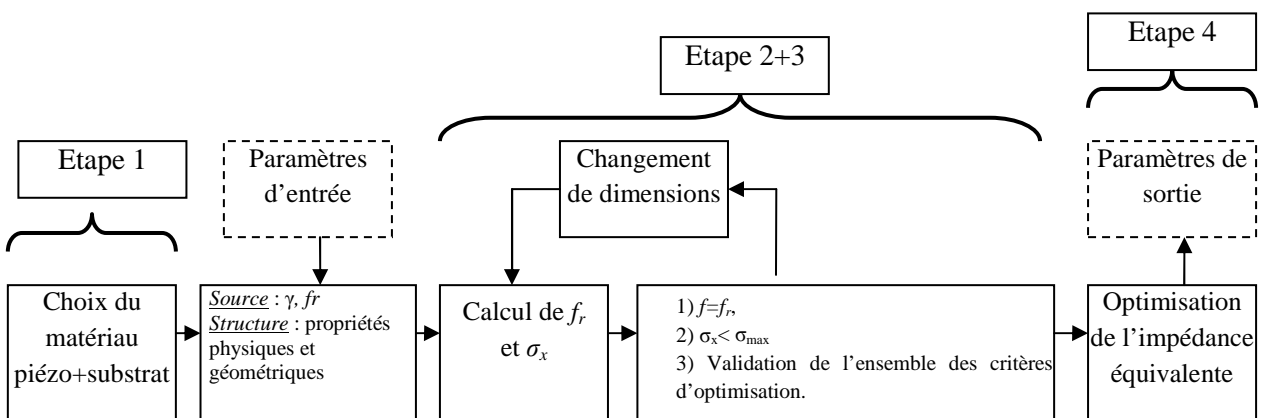 Etape 4
Etape 2+3
Etape 1
Paramètres
d'entrée
Changement
de dimensions
Paramètres de
sortie
Choix du
matériau
piézo+substrat
Source : γ, fr
Structure : propriétés
physiques et
géométriques
Calcul de fr
et σx
1) f=fr,
2) σx< σmax
3) Validation de l'ensemble des critères
d'optimisation.
Optimisation
de l'impédance
équivalente